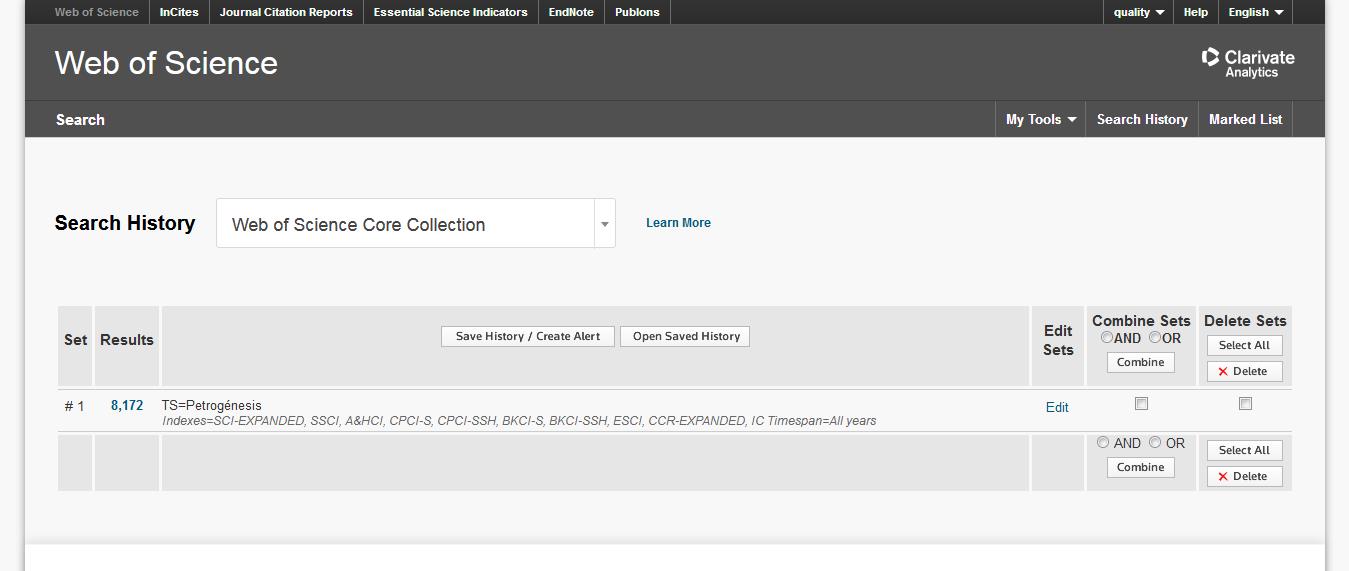 Web of Science InCites Journal Citation Reports Essential Science Indicators EndNote Publons quality Help English
Web of Science
Clarivate
Analytics
Search My Tools Search History Marked List
Search History Web of Science Core Collection Learn More
Set Results Save History / Create Alert Open Saved History Edit Sets Combine Sets AND OR Combine Delete Sets Select All Delete
# 1 8,172 TS=Petrogénesis Edit
Indexes=SCI-EXPANDED, SSCI, A&HCI, CPCI-S, CPCI-SSH, BKCI-S, BKCI-SSH, ESCI, CCR-EXPANDED, IC Timespan=All years
AND OR Select All
Combine Delete